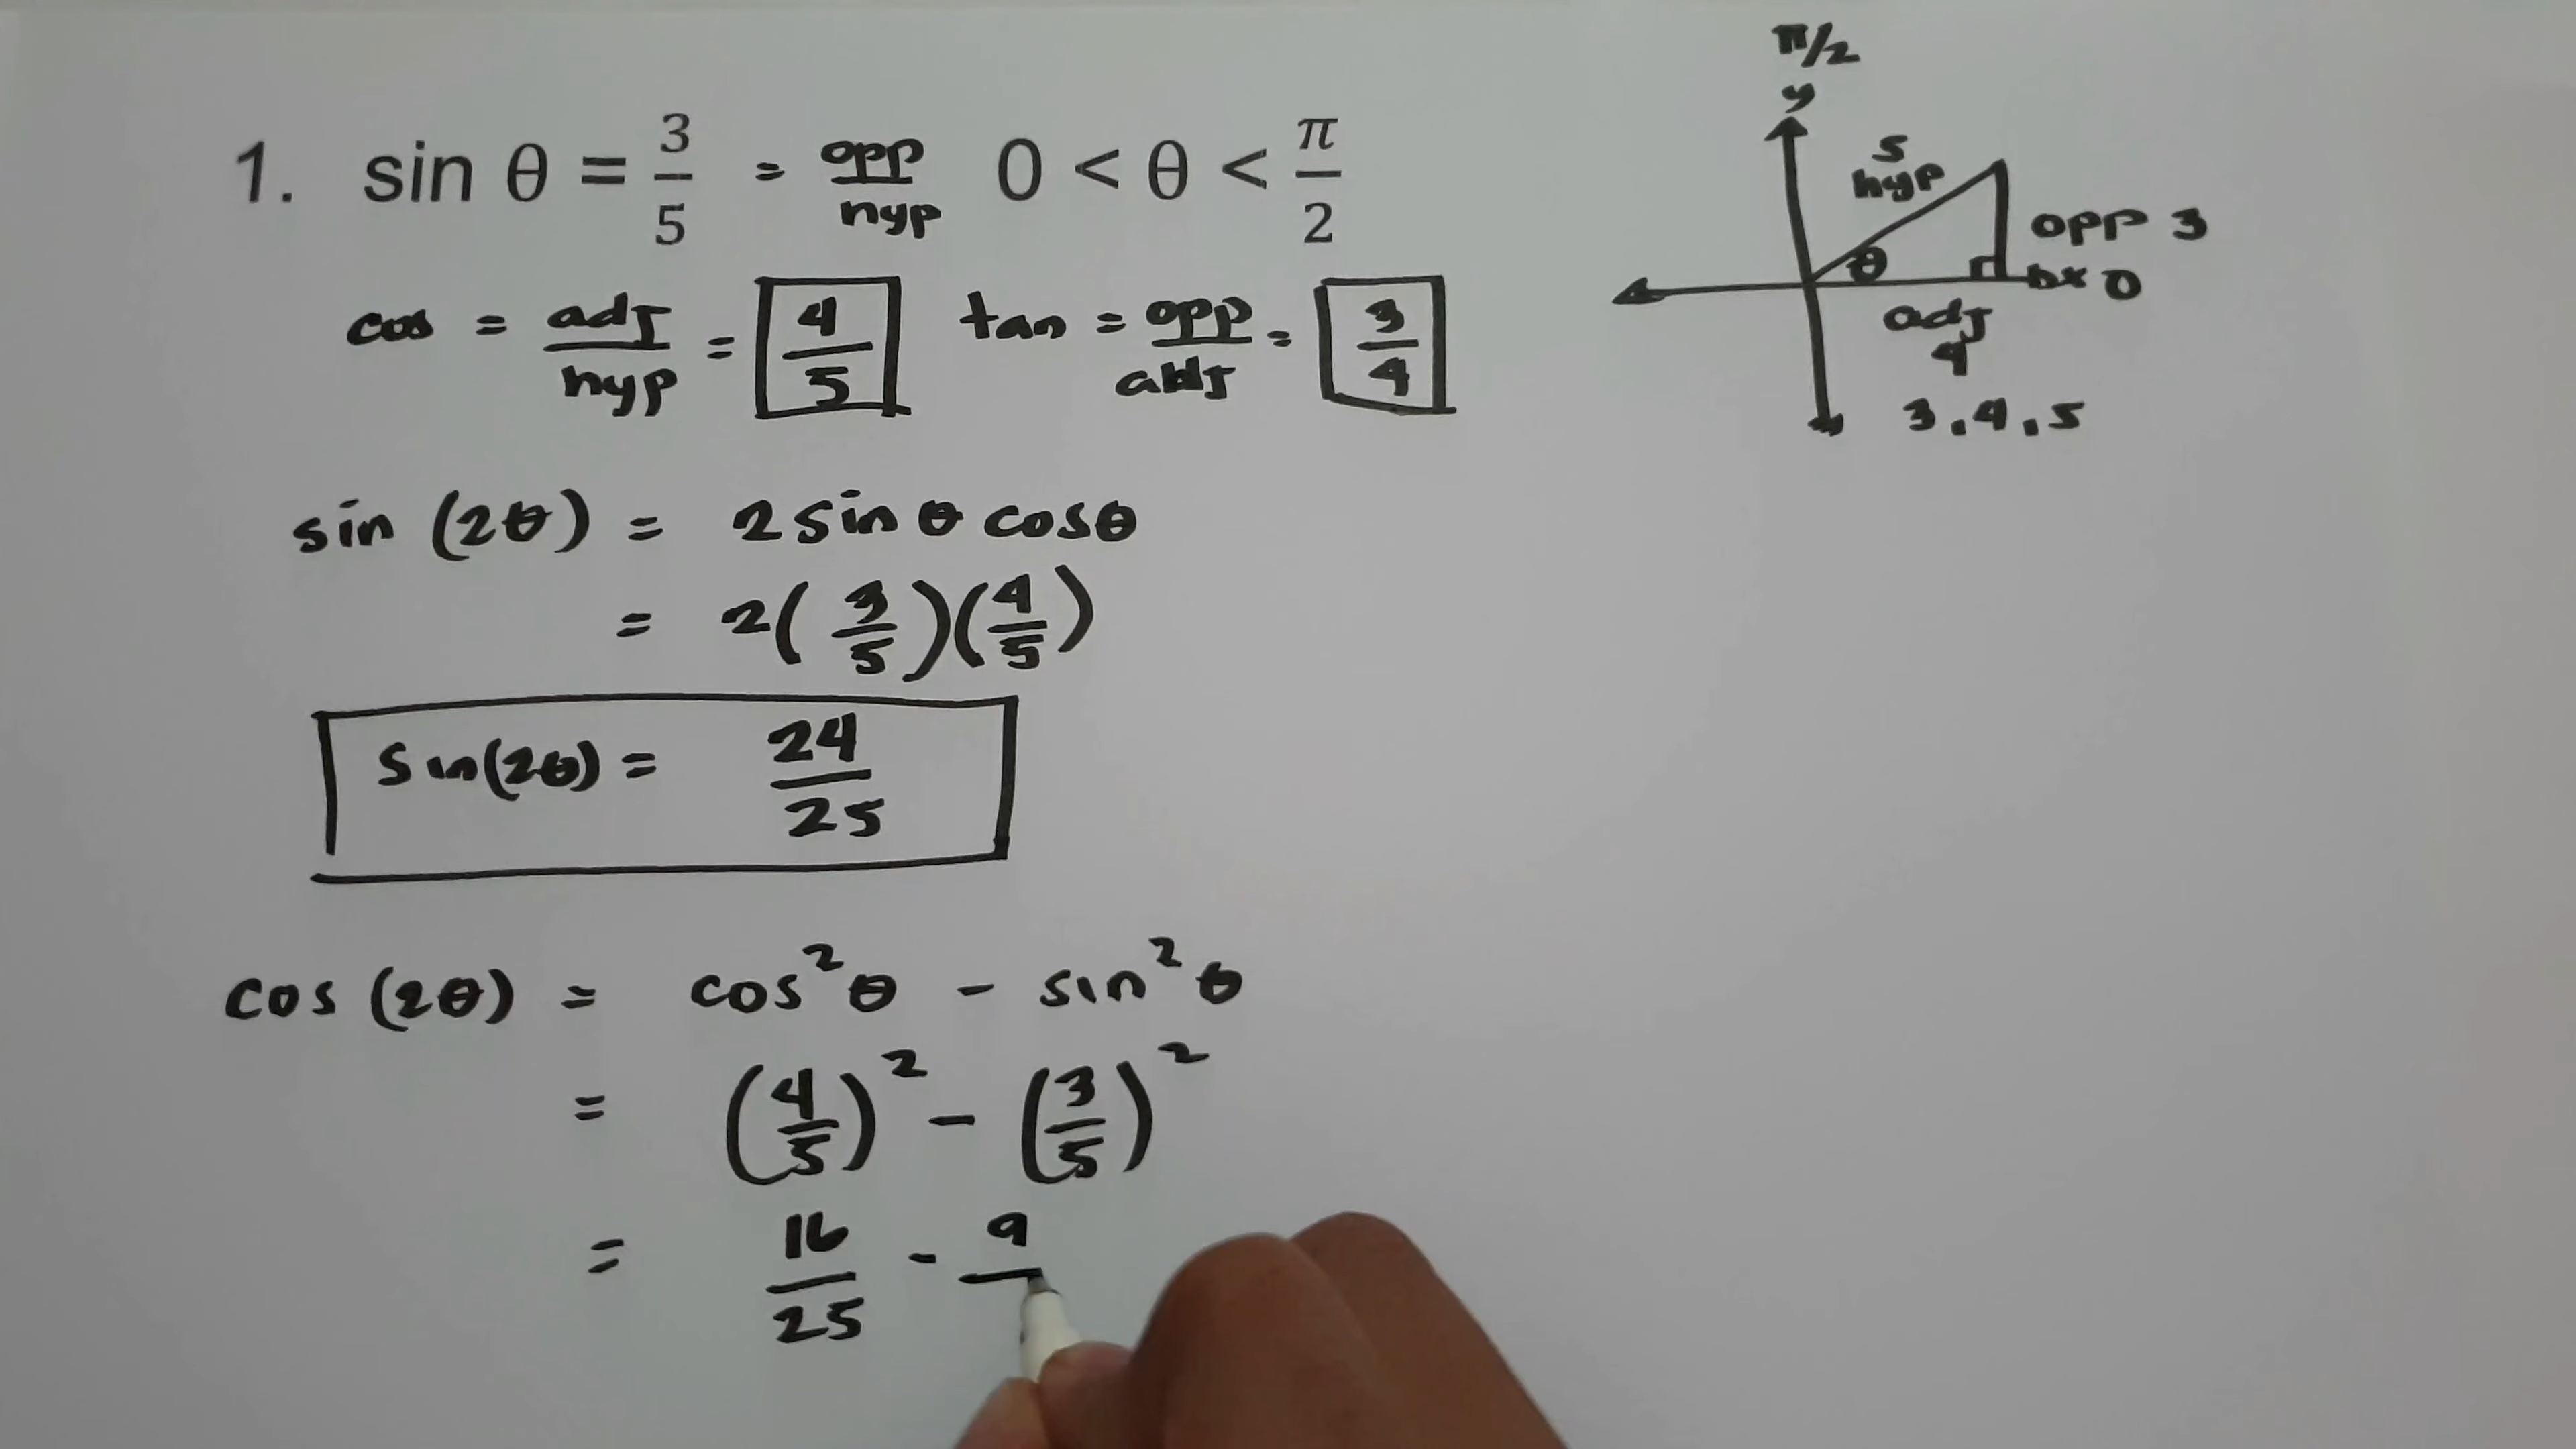 1. sin θ = 3/5 = opp/hyp 0 < θ < π/2
cos = adj/hyp = 4/5 tan = opp/adj = 3/4
sin (2θ) = 2 sin θ cos θ
= 2(3/5)(4/5)
sin(2θ) = 24/25
cos (2θ) = cos² θ - sin² θ
= (4/5)² - (3/5)²
= 16/25 - 9/
π/2
y
5
hyp
opp 3
θ
x 0
adj
4
3, 4, 5